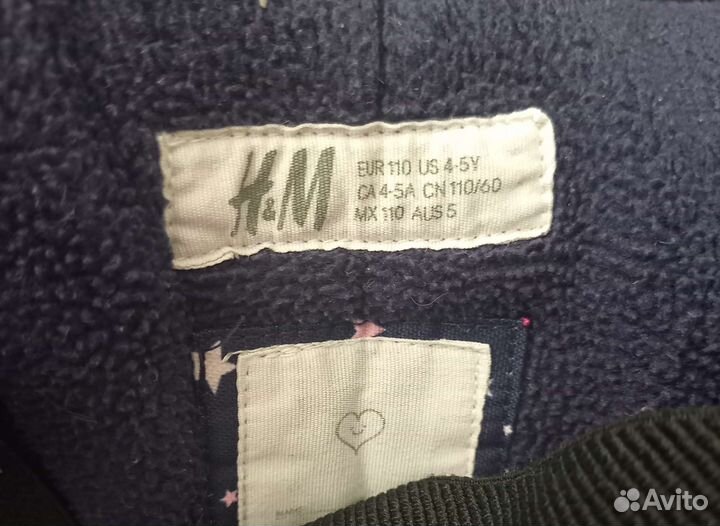 H&M
EUR 110 US 4-5Y
CA 4-5A CN 110/60
MX 110 AUS 5
Avito